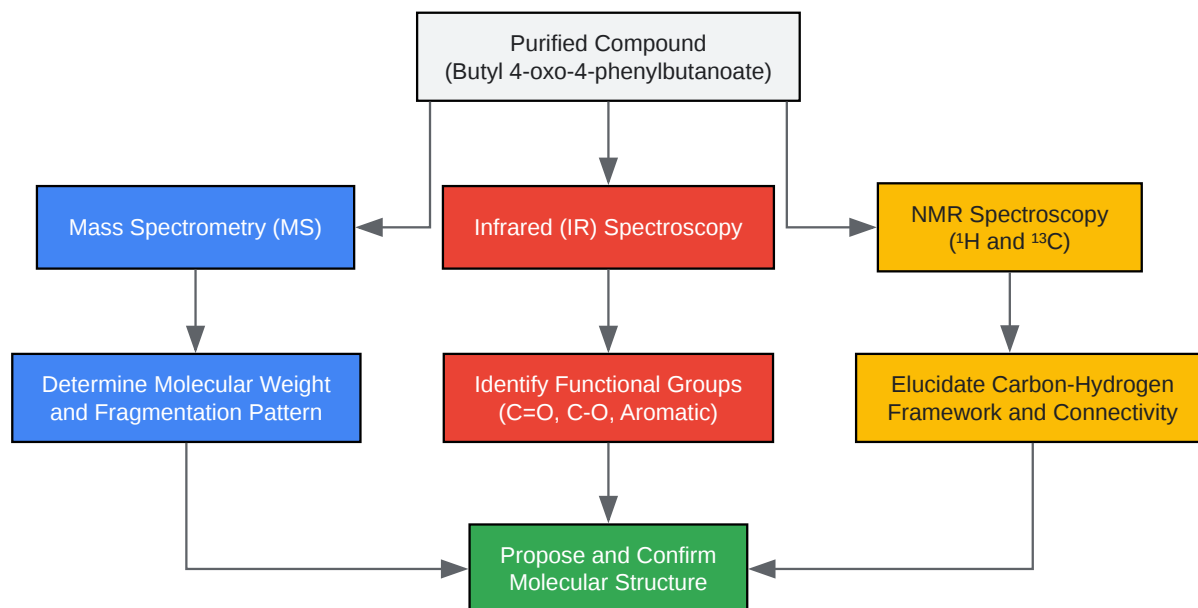 Purified Compound
(Butyl 4-oxo-4-phenylbutanoate)
Mass Spectrometry (MS)
Infrared (IR) Spectroscopy
NMR Spectroscopy
(¹H and ¹³C)
Determine Molecular Weight
and Fragmentation Pattern
Identify Functional Groups
(C=O, C-O, Aromatic)
Elucidate Carbon-Hydrogen
Framework and Connectivity
Propose and Confirm
Molecular Structure